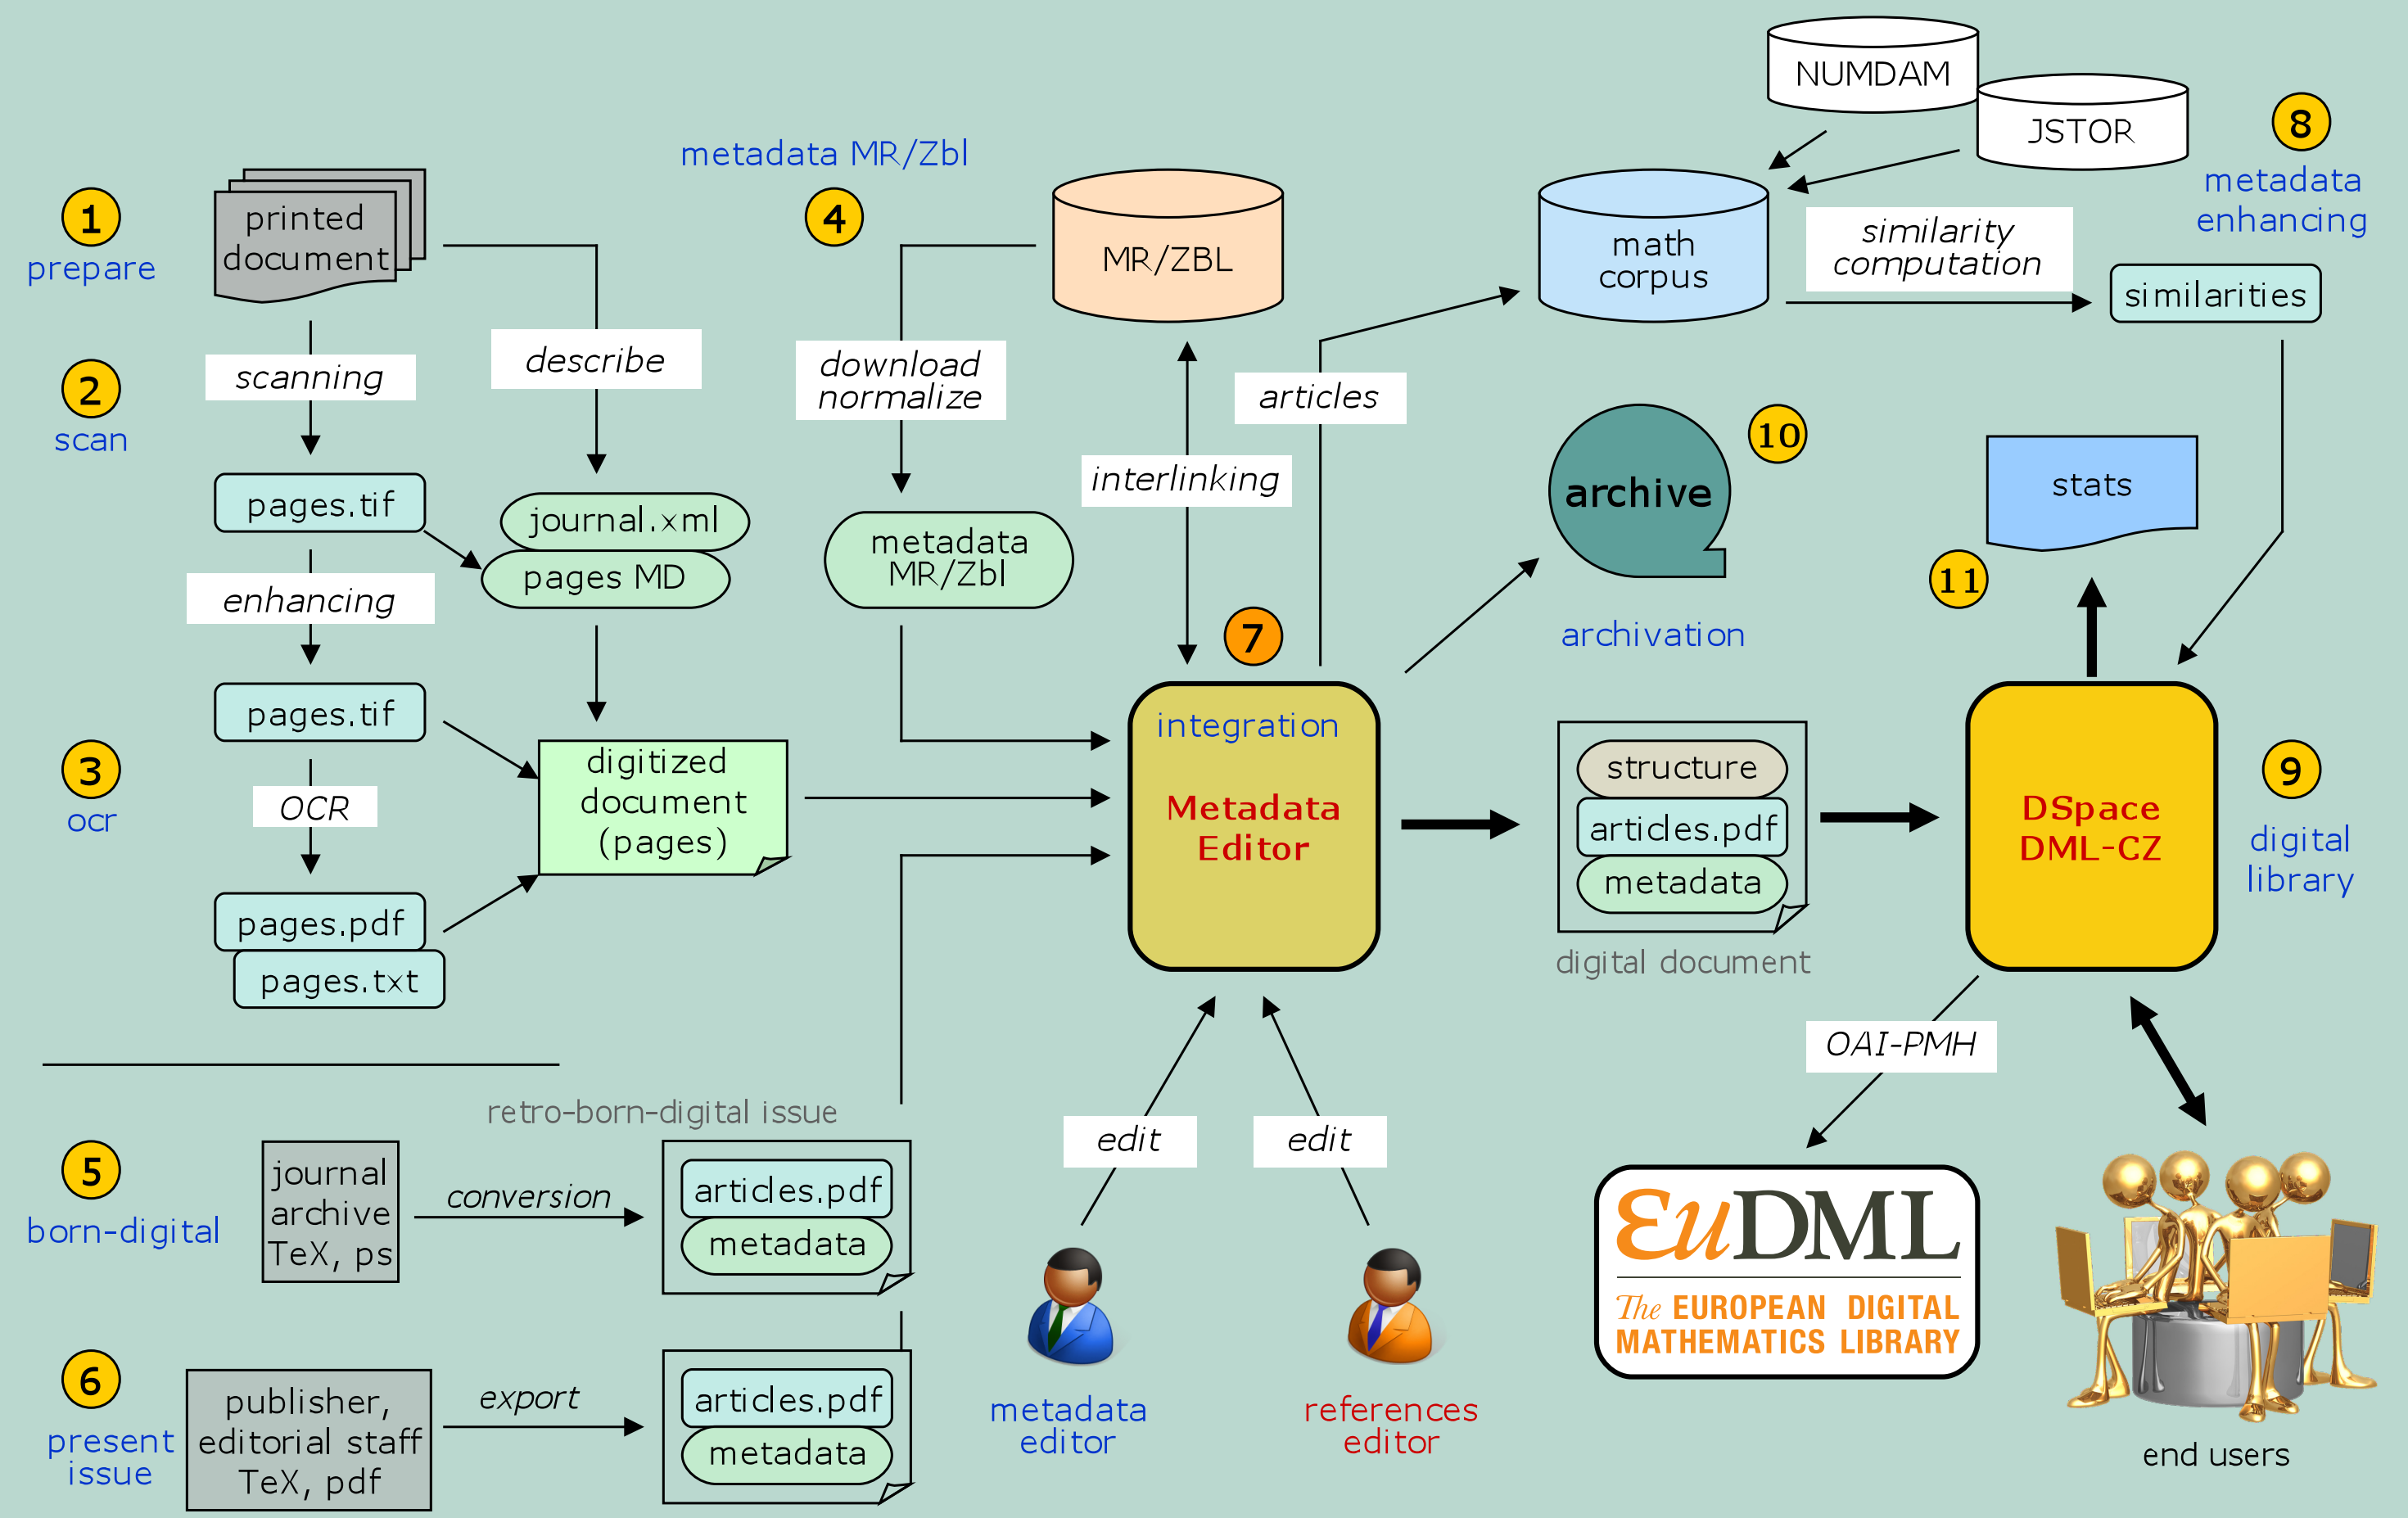 1
prepare
printed
document
scanning
describe
2
scan
pages.tif
journal.xml
pages MD
enhancing
pages.tif
3
ocr
OCR
digitized
document
(pages)
pages.pdf
pages.txt
metadata MR/Zbl
4
MR/ZBL
download
normalize
interlinking
metadata
MR/Zbl
articles
NUMDAM
JSTOR
8
metadata
enhancing
math
corpus
similarity
computation
similarities
archive
10
archivation
stats
11
7
integration
Metadata
Editor
structure
articles.pdf
metadata
digital document
DSpace
DML-CZ
9
digital
library
OAI-PMH
retro-born-digital issue
5
born-digital
journal
archive
TeX, ps
conversion
articles.pdf
metadata
6
present
issue
publisher,
editorial staff
TeX, pdf
export
articles.pdf
metadata
edit
edit
metadata
editor
references
editor
EuDML
The EUROPEAN DIGITAL
MATHEMATICS LIBRARY
end users